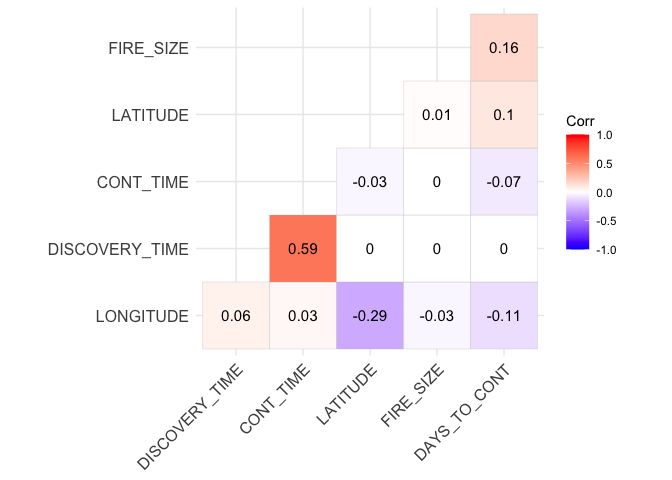 FIRE_SIZE 0.16
LATITUDE 0.01 0.1
CONT_TIME -0.03 0 -0.07
DISCOVERY_TIME 0.59 0 0 0
LONGITUDE 0.06 0.03 -0.29 -0.03 -0.11
DISCOVERY_TIME
CONT_TIME
LATITUDE
FIRE_SIZE
DAYS_TO_CONT
Corr
1.0
0.5
0.0
-0.5
-1.0